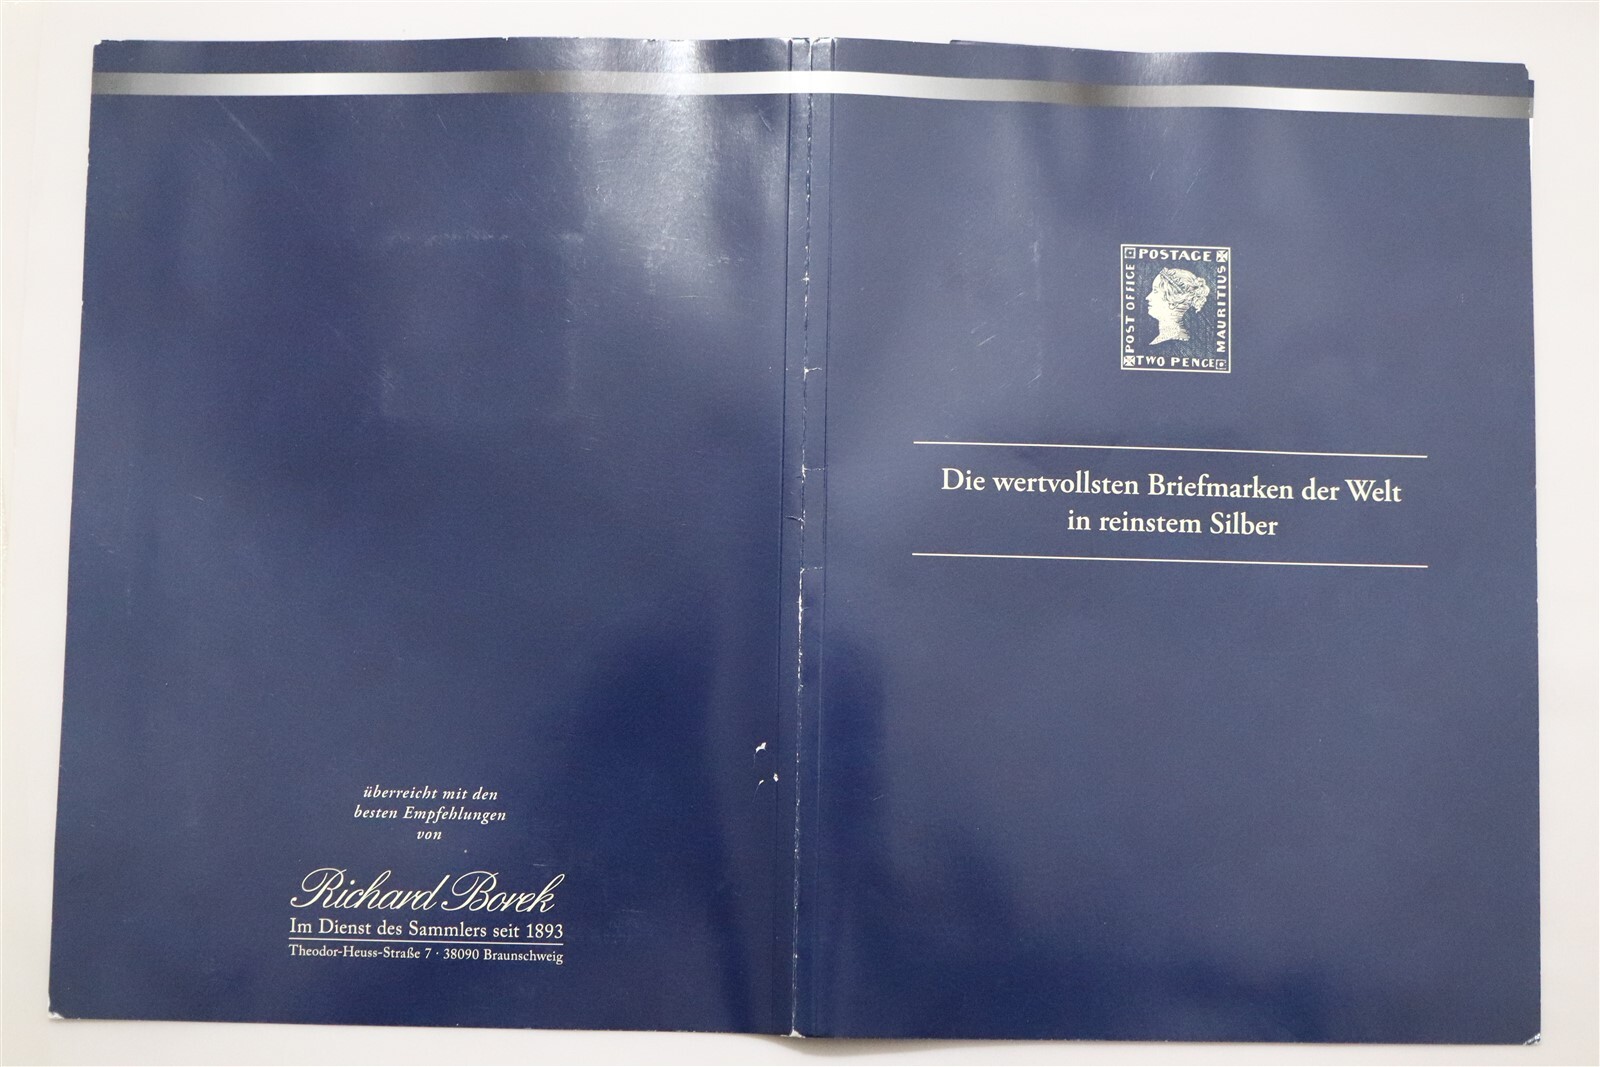 POSTAGE
POST OFFICE
MAURITIUS
TWO PENCE
Die wertvollsten Briefmarken der Welt
in reinstem Silber
überreicht mit den
besten Empfehlungen
von
Richard Borek
Im Dienst des Sammlers seit 1893
Theodor-Heuss-Straße 7 · 38090 Braunschweig